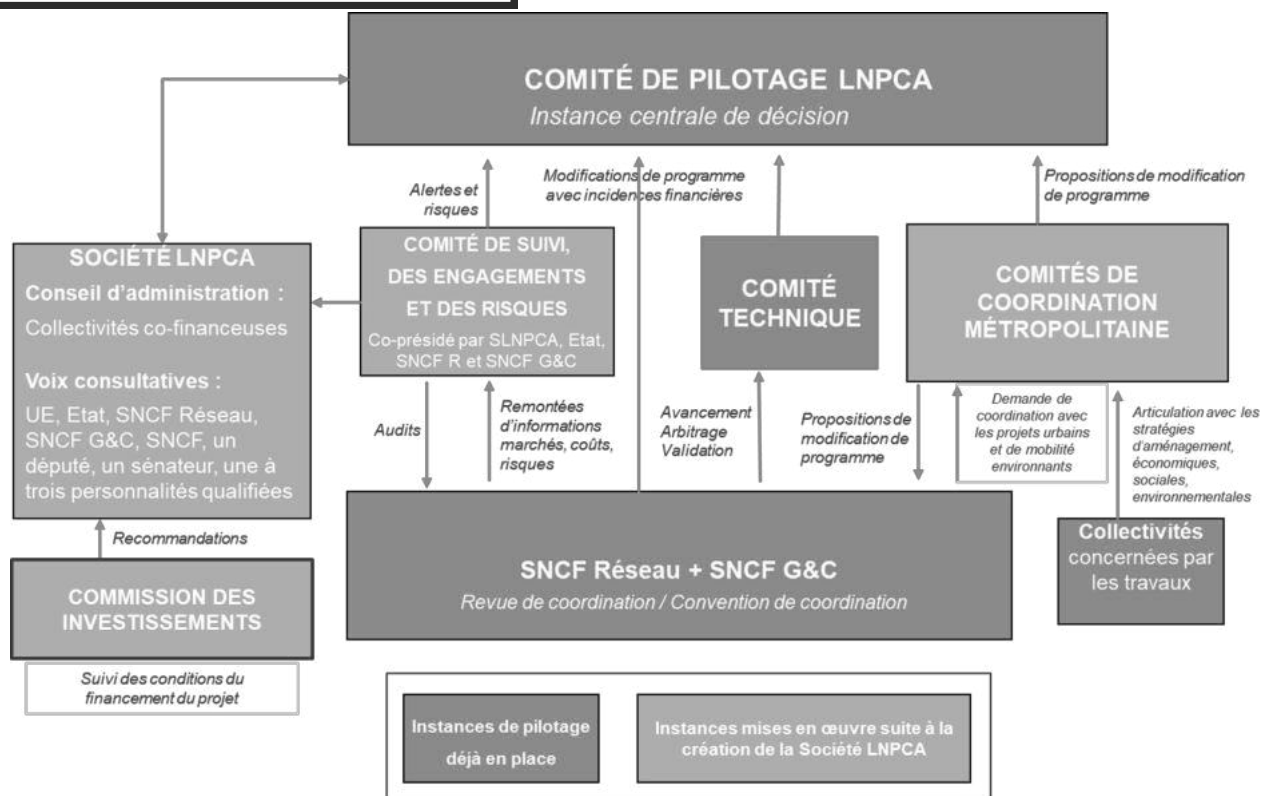 COMITÉ DE PILOTAGE LNPCA
Instance centrale de décision
Alertes et
risques
Modifications de programme
avec incidences financières
Propositions de modification
de programme
SOCIÉTÉ LNPCA
Conseil d'administration :
Collectivités co-financeuses
Voix consultatives :
UE, Etat, SNCF Réseau,
SNCF G&C, SNCF, un
député, un sénateur, une à
trois personnalités qualifiées
COMITÉ DE SUIVI,
DES ENGAGEMENTS
ET DES RISQUES
Co-présidé par SLNPCA, Etat,
SNCF R et SNCF G&C
COMITÉ
TECHNIQUE
COMITÉS DE
COORDINATION
MÉTROPOLITAINE
Audits
Remontées
d'informations
marchés, coûts,
risques
Avancement
Arbitrage
Validation
Propositions de
modification de
programme
Demande de
coordination avec
les projets urbains
et de mobilité
environnants
Articulation avec les
stratégies
d'aménagement,
économiques,
sociales,
environnementales
Recommandations
COMMISSION DES
INVESTISSEMENTS
Suivi des conditions du
financement du projet
SNCF Réseau + SNCF G&C
Revue de coordination / Convention de coordination
Collectivités
concernées par
les travaux
Instances de pilotage
déjà en place
Instances mises en œuvre suite à la
création de la Société LNPCA